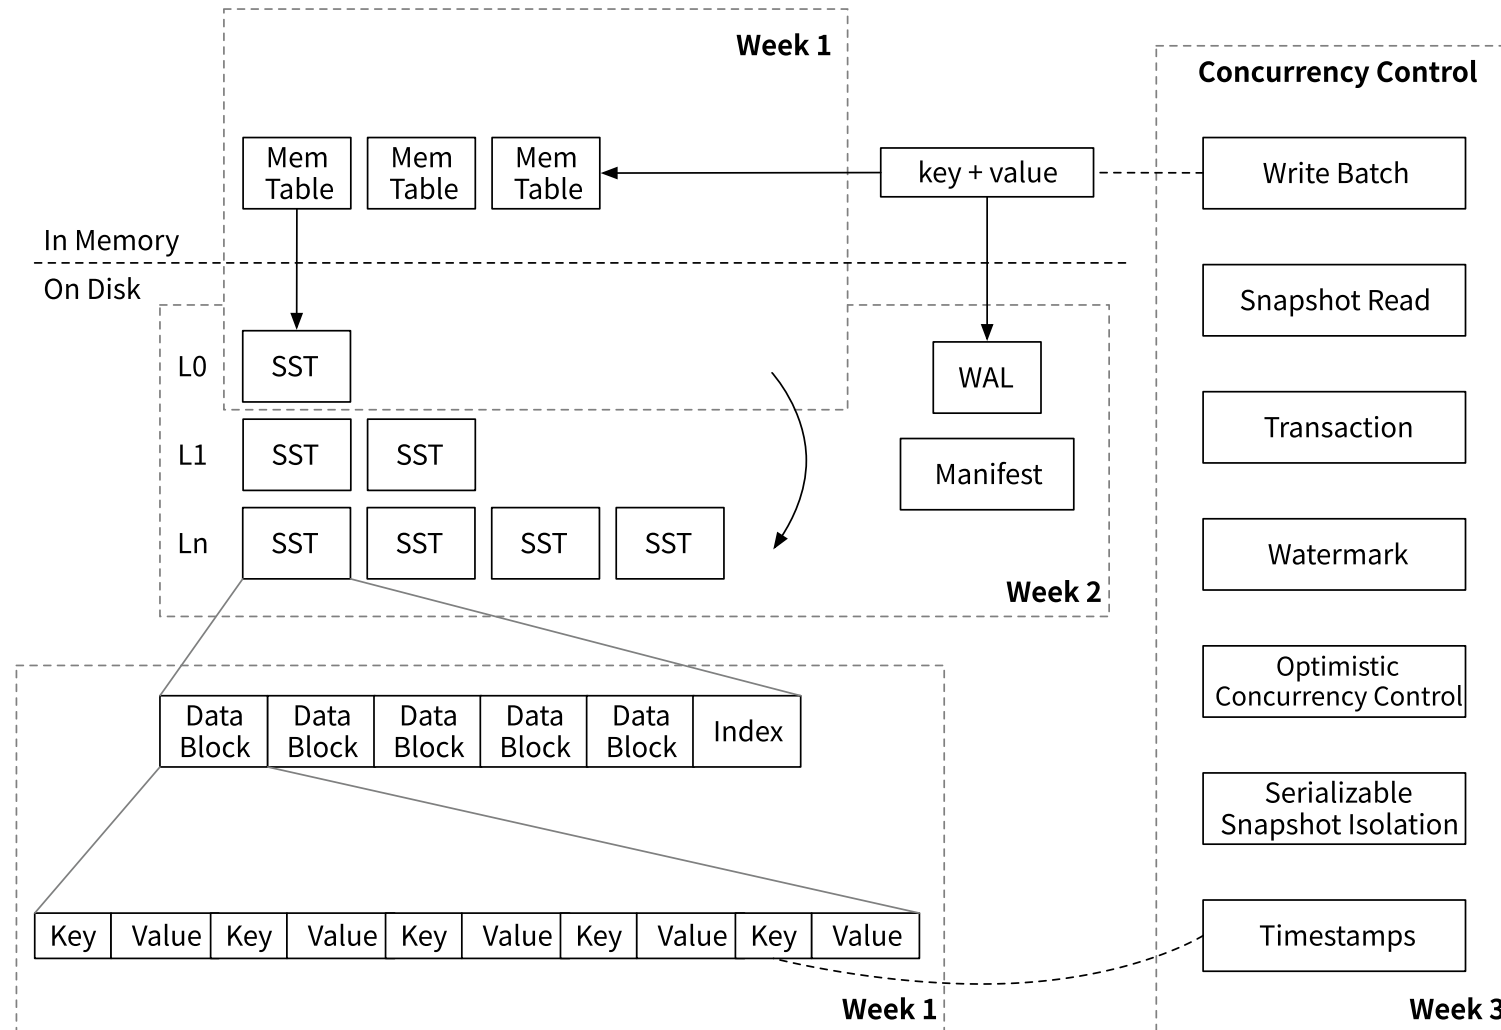 Week 1
Concurrency Control
Mem
Table
Mem
Table
Mem
Table
key + value
Write Batch
In Memory
On Disk
Snapshot Read
L0
SST
WAL
Transaction
L1
SST
SST
Manifest
Ln
SST
SST
SST
SST
Watermark
Week 2
Optimistic
Concurrency Control
Data
Block
Data
Block
Data
Block
Data
Block
Data
Block
Index
Serializable
Snapshot Isolation
Key
Value
Key
Value
Key
Value
Key
Value
Key
Value
Timestamps
Week 1
Week 3